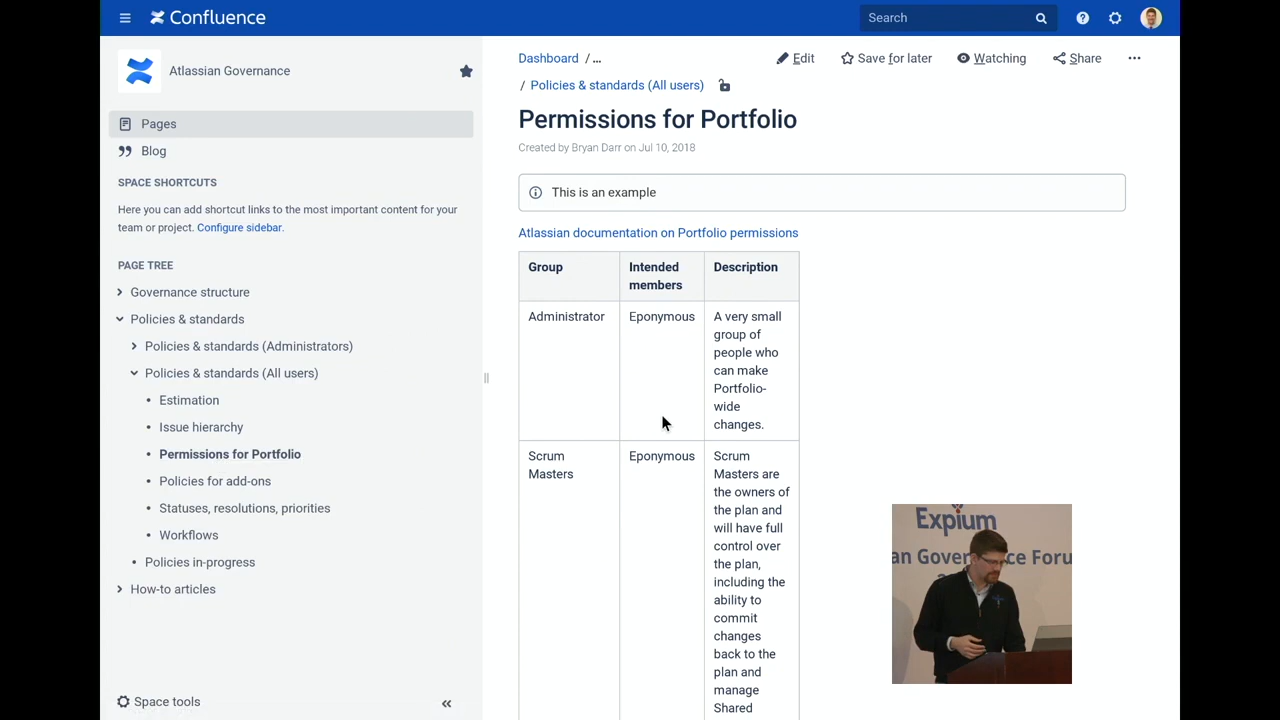 Confluence
Search
Atlassian Governance
Pages
Blog
SPACE SHORTCUTS
Here you can add shortcut links to the most important content for your
team or project. Configure sidebar.
PAGE TREE
Governance structure
Policies & standards
Policies & standards (Administrators)
Policies & standards (All users)
Estimation
Issue hierarchy
Permissions for Portfolio
Policies for add-ons
Statuses, resolutions, priorities
Workflows
Policies in-progress
How-to articles
Space tools
Dashboard / ...
Edit
Save for later
Watching
Share
/ Policies & standards (All users)
Permissions for Portfolio
Created by Bryan Darr on Jul 10, 2018
This is an example
Atlassian documentation on Portfolio permissions
Group
Intended
members
Description
Administrator
Eponymous
A very small
group of
people who
can make
Portfolio-
wide
changes.
Scrum
Masters
Eponymous
Scrum
Masters are
the owners of
the plan and
will have full
control over
the plan,
including the
ability to
commit
changes
back to the
plan and
manage
Shared
Expium